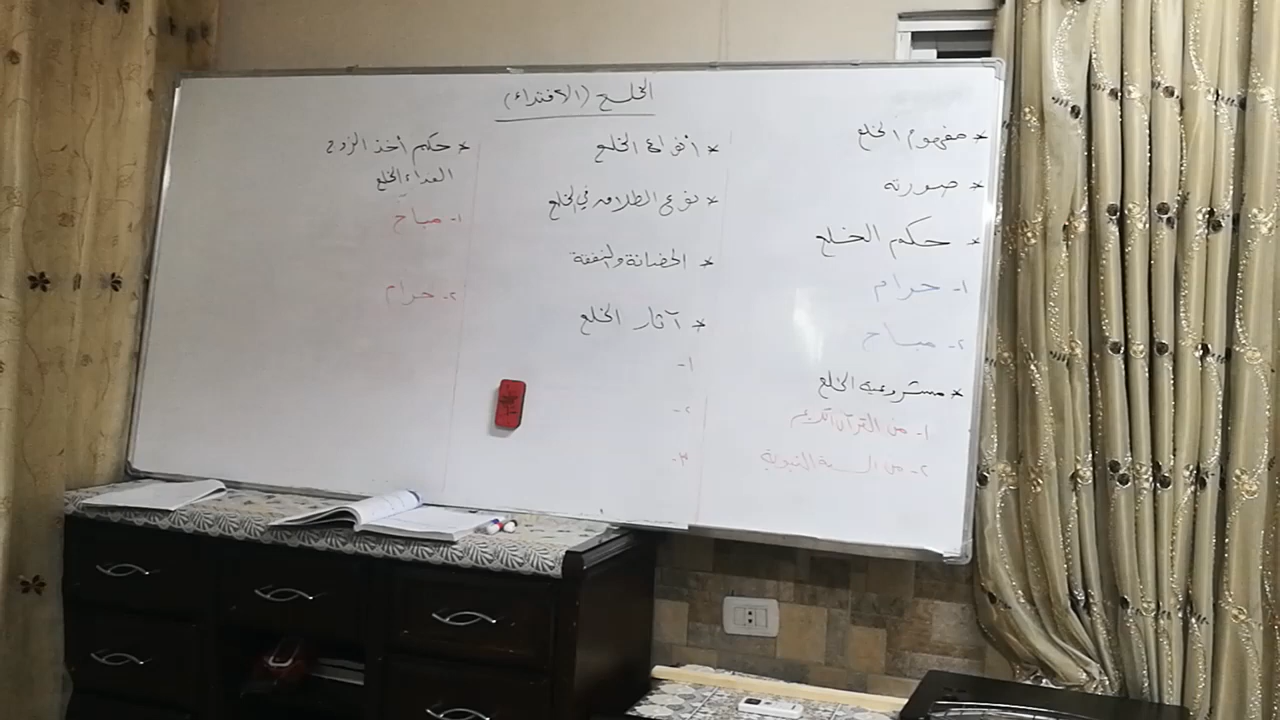 الخلع (الافتداء)
* مفهوم الخلع
* صورته
* حكم الخلع
١- حرام
٢- مباح
* مشروعية الخلع
١- من القرآن الكريم
٢- من السنة النبوية
* أنواع الخلع
* نوع الطلاق في الخلع
* الحضانة والنفقة
* آثار الخلع
١-
٢-
٣-
* حكم أخذ الزوج
الفداء الخلع
١- مباح
٢- حرام